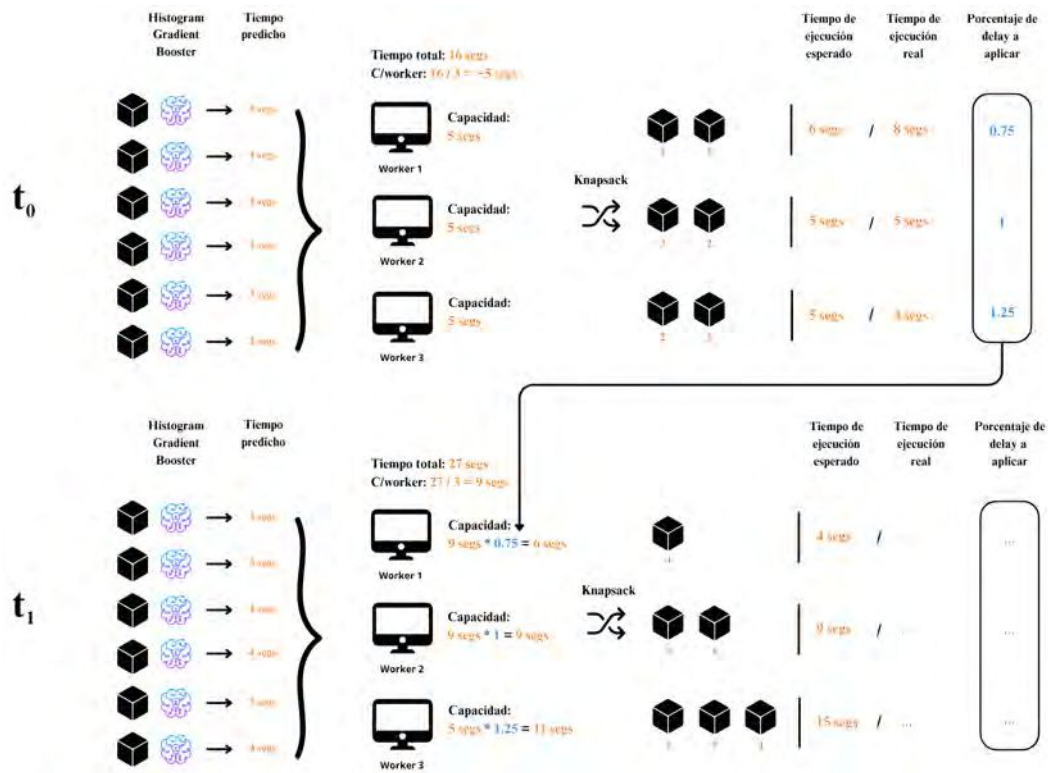 Histogram
Gradient
Booster
Tiempo
predicho
Tiempo total: 16 segs
C/worker: 16 / 3 = ~5 segs
Tiempo de
ejecución
esperado
Tiempo de
ejecución
real
Porcentaje de
delay a
aplicar
t0
Capacidad:
5 segs
Worker 1
6 segs / 8 segs
0.75
Knapsack
Capacidad:
5 segs
Worker 2
5 segs / 5 segs
1
Capacidad:
5 segs
Worker 3
2 3
5 segs / 4 segs
1.25
Histogram
Gradient
Booster
Tiempo
predicho
Tiempo total: 27 segs
C/worker: 27 / 3 = 9 segs
Tiempo de
ejecución
esperado
Tiempo de
ejecución
real
Porcentaje de
delay a
aplicar
t1
Capacidad:
9 segs * 0.75 = 6 segs
Worker 1
4 segs /
...
Knapsack
Capacidad:
9 segs * 1 = 9 segs
Worker 2
9 segs / ...
...
Capacidad:
5 segs * 1.25 = 11 segs
Worker 3
15 segs / ...
...